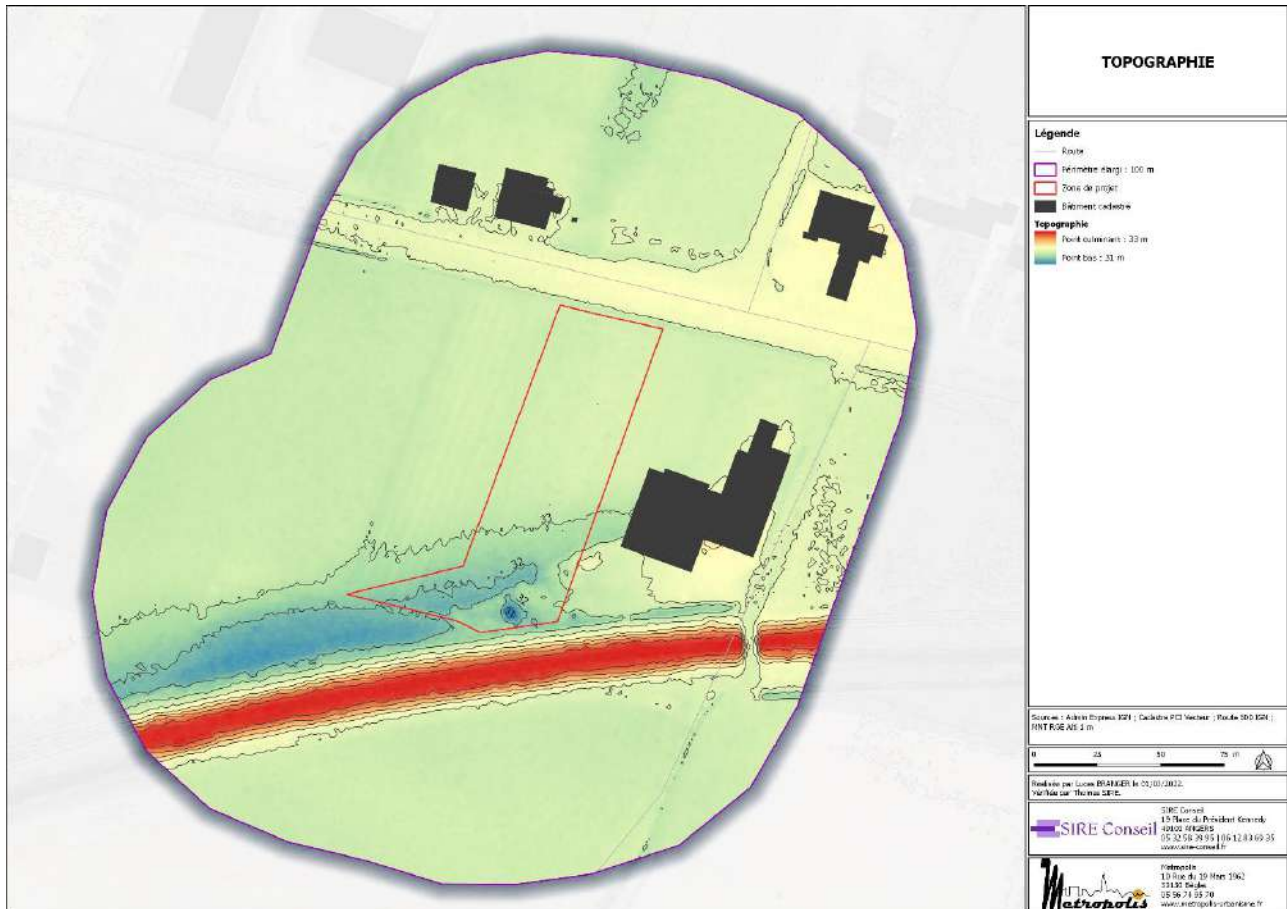 TOPOGRAPHIE
Légende
Route
Périmètre élargi : 100 m
Zone de projet
Bâtiment cadastre
Topographie
Point culminant : 33 m
Point bas : 31 m
32
Sources : Admin Express IGN ; Cadastre PCI Vecteur ; Route 500 IGN ;
MNT RGE Alti 1 m
0 25 50 75 m
Réalisée par Lucas BRANGER le 01/03/2022.
Vérifiée par Thomas SIRE.
SIRE Conseil
SIRE Conseil
19 Place du Président Kennedy
ANGERS
www.sire-conseil.fr
Metropolis
Metropolis
10 Rue du 19 Mars 1962
33130 Bègles
05 56 74 95 70
www.metropolis-urbanisme.fr